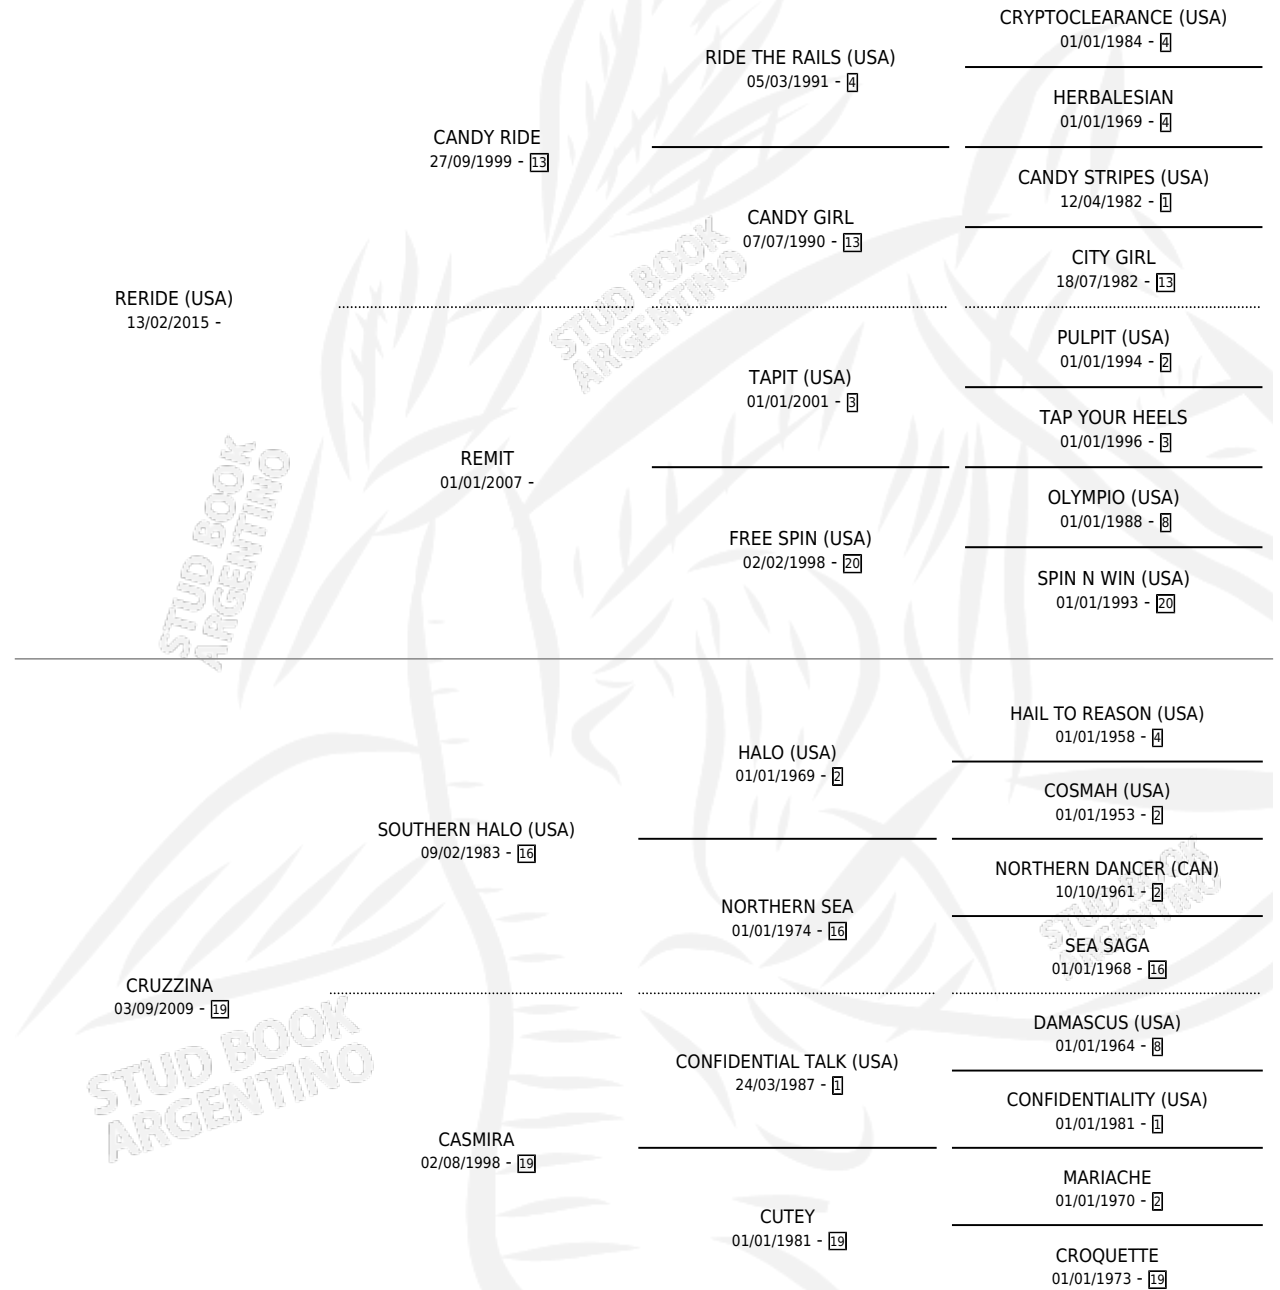 CRYPTOCLEARANCE (USA)
01/01/1984 - 4
RIDE THE RAILS (USA)
05/03/1991 - 4
HERBALESIAN
01/01/1969 - 4
CANDY RIDE
27/09/1999 - 13
CANDY STRIPES (USA)
12/04/1982 - 1
CANDY GIRL
07/07/1990 - 13
CITY GIRL
18/07/1982 - 13
RERIDE (USA)
13/02/2015 -
STUD BOOK
ARGENTINO
PULPIT (USA)
01/01/1994 - 2
TAPIT (USA)
01/01/2001 - 3
TAP YOUR HEELS
01/01/1996 - 3
REMIT
01/01/2007 -
OLYMPIO (USA)
01/01/1988 - 8
FREE SPIN (USA)
02/02/1998 - 20
SPIN N WIN (USA)
01/01/1993 - 20
STUD BOOK
ARGENTINO
HAIL TO REASON (USA)
01/01/1958 - 4
HALO (USA)
01/01/1969 - 2
COSMAH (USA)
01/01/1953 - 2
SOUTHERN HALO (USA)
09/02/1983 - 16
NORTHERN DANCER (CAN)
10/10/1961 - 2
NORTHERN SEA
01/01/1974 - 16
STUD BOOK
ARGENTINO
SEA SAGA
01/01/1968 - 16
CRUZZINA
03/09/2009 - 19
DAMASCUS (USA)
01/01/1964 - 8
CONFIDENTIAL TALK (USA)
24/03/1987 - 1
STUD BOOK
ARGENTINO
CONFIDENTIALITY (USA)
01/01/1981 - 1
CASMIRA
02/08/1998 - 19
MARIACHE
01/01/1970 - 2
CUTEY
01/01/1981 - 19
CROQUETTE
01/01/1973 - 19